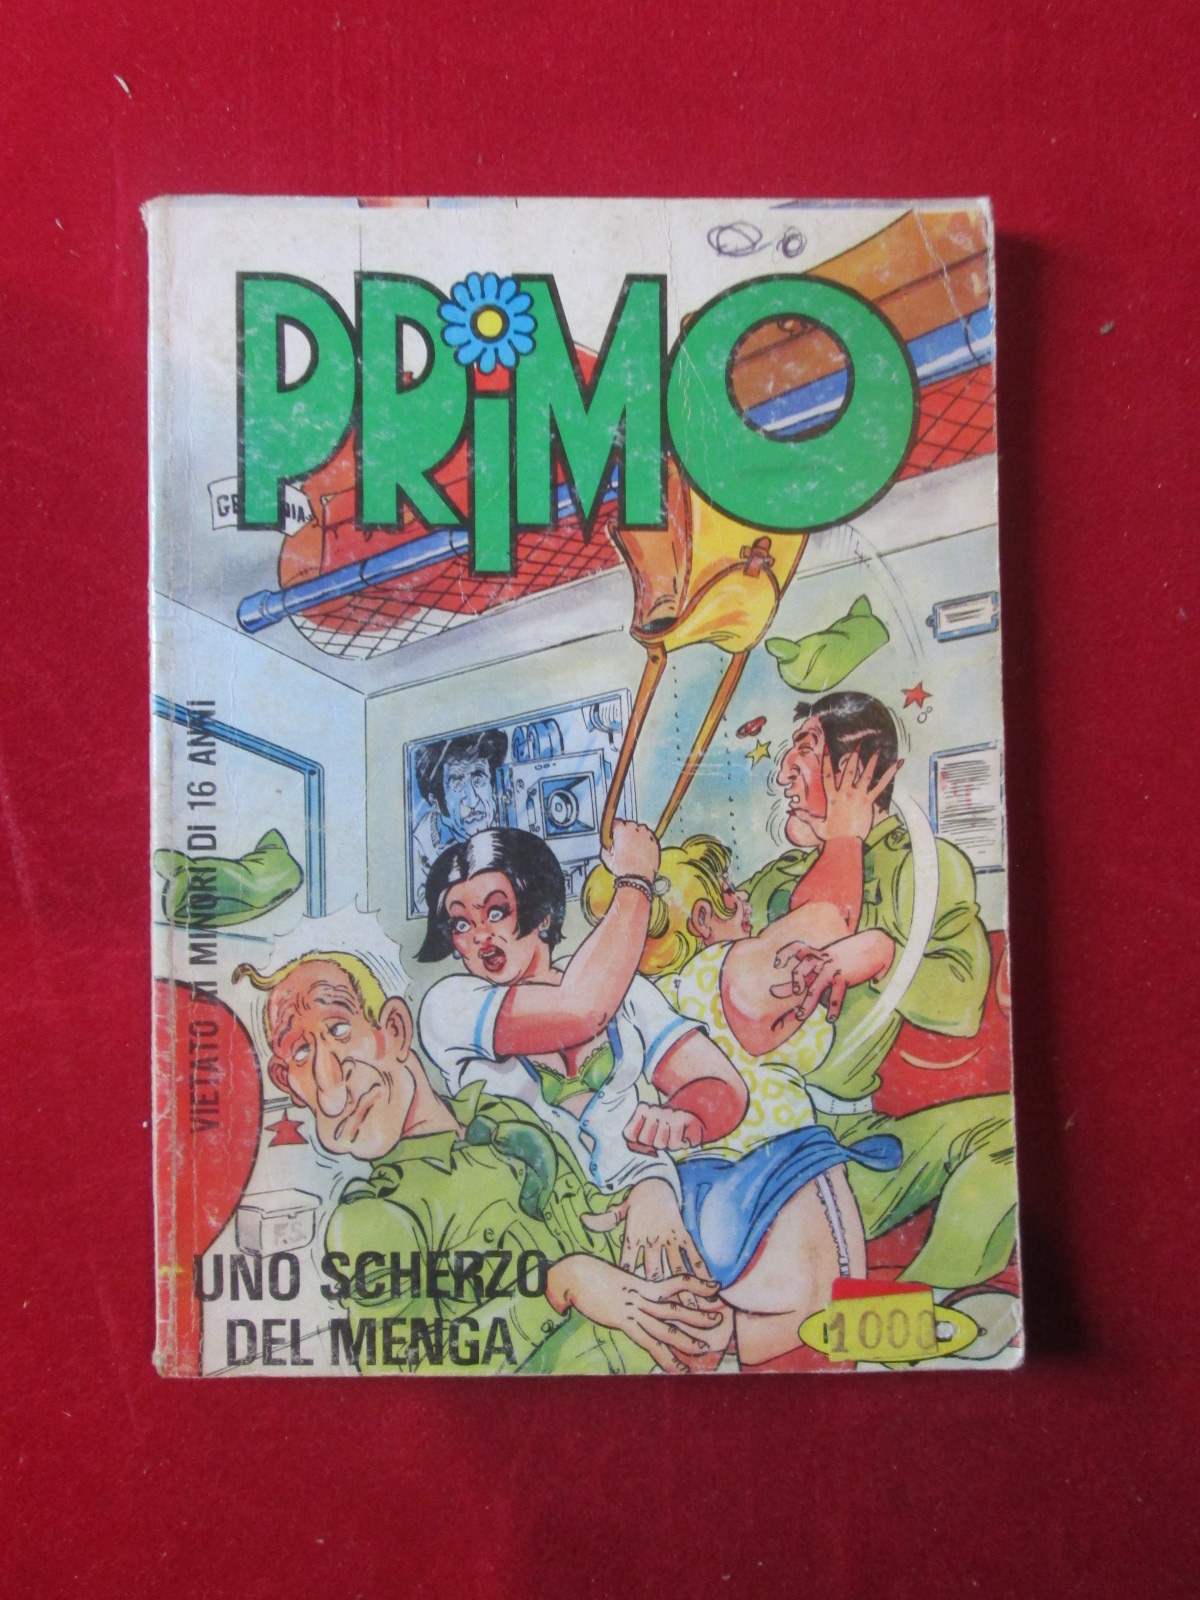 PRiMO
VIETATO AI MINORI DI 16 ANNI
F.S.
UNO SCHERZO
DEL MENGA
1000